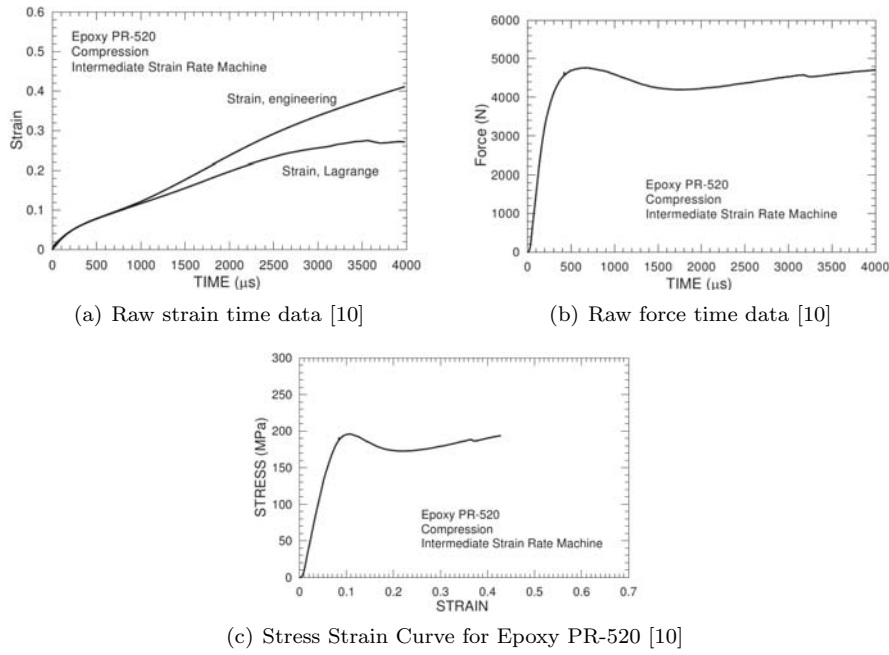 0.6
0.5
0.4
0.3
0.2
0.1
0
Strain
Epoxy PR-520
Compression
Intermediate Strain Rate Machine
Strain, engineering
Strain, Lagrange
0 500 1000 1500 2000 2500 3000 3500 4000
TIME (μs)
(a) Raw strain time data [10]
6000
5000
4000
3000
2000
1000
0
Force (N)
Epoxy PR-520
Compression
Intermediate Strain Rate Machine
0 500 1000 1500 2000 2500 3000 3500 4000
TIME (μs)
(b) Raw force time data [10]
300
250
200
150
100
50
0
STRESS (MPa)
Epoxy PR-520
Compression
Intermediate Strain Rate Machine
0 0.1 0.2 0.3 0.4 0.5 0.6 0.7
STRAIN
(c) Stress Strain Curve for Epoxy PR-520 [10]